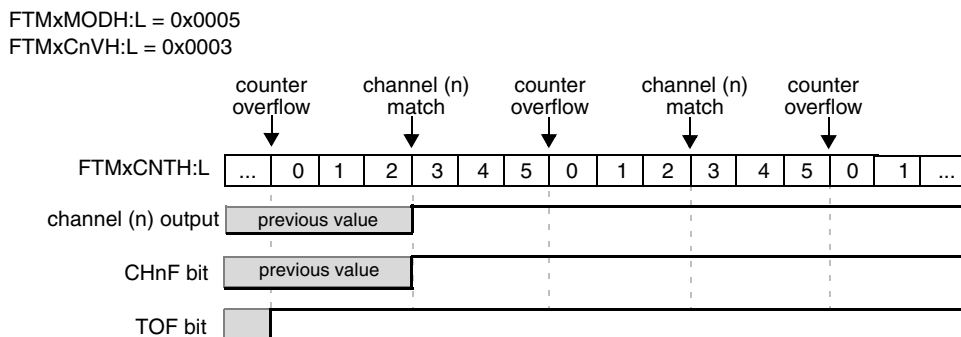 FTMxMODH:L = 0x0005
FTMxCnVH:L = 0x0003
counter overflow
channel (n) match
counter overflow
channel (n) match
counter overflow
FTMxCNTH:L ... 0 1 2 3 4 5 0 1 2 3 4 5 0 1 ...
channel (n) output previous value
CHnF bit previous value
TOF bit